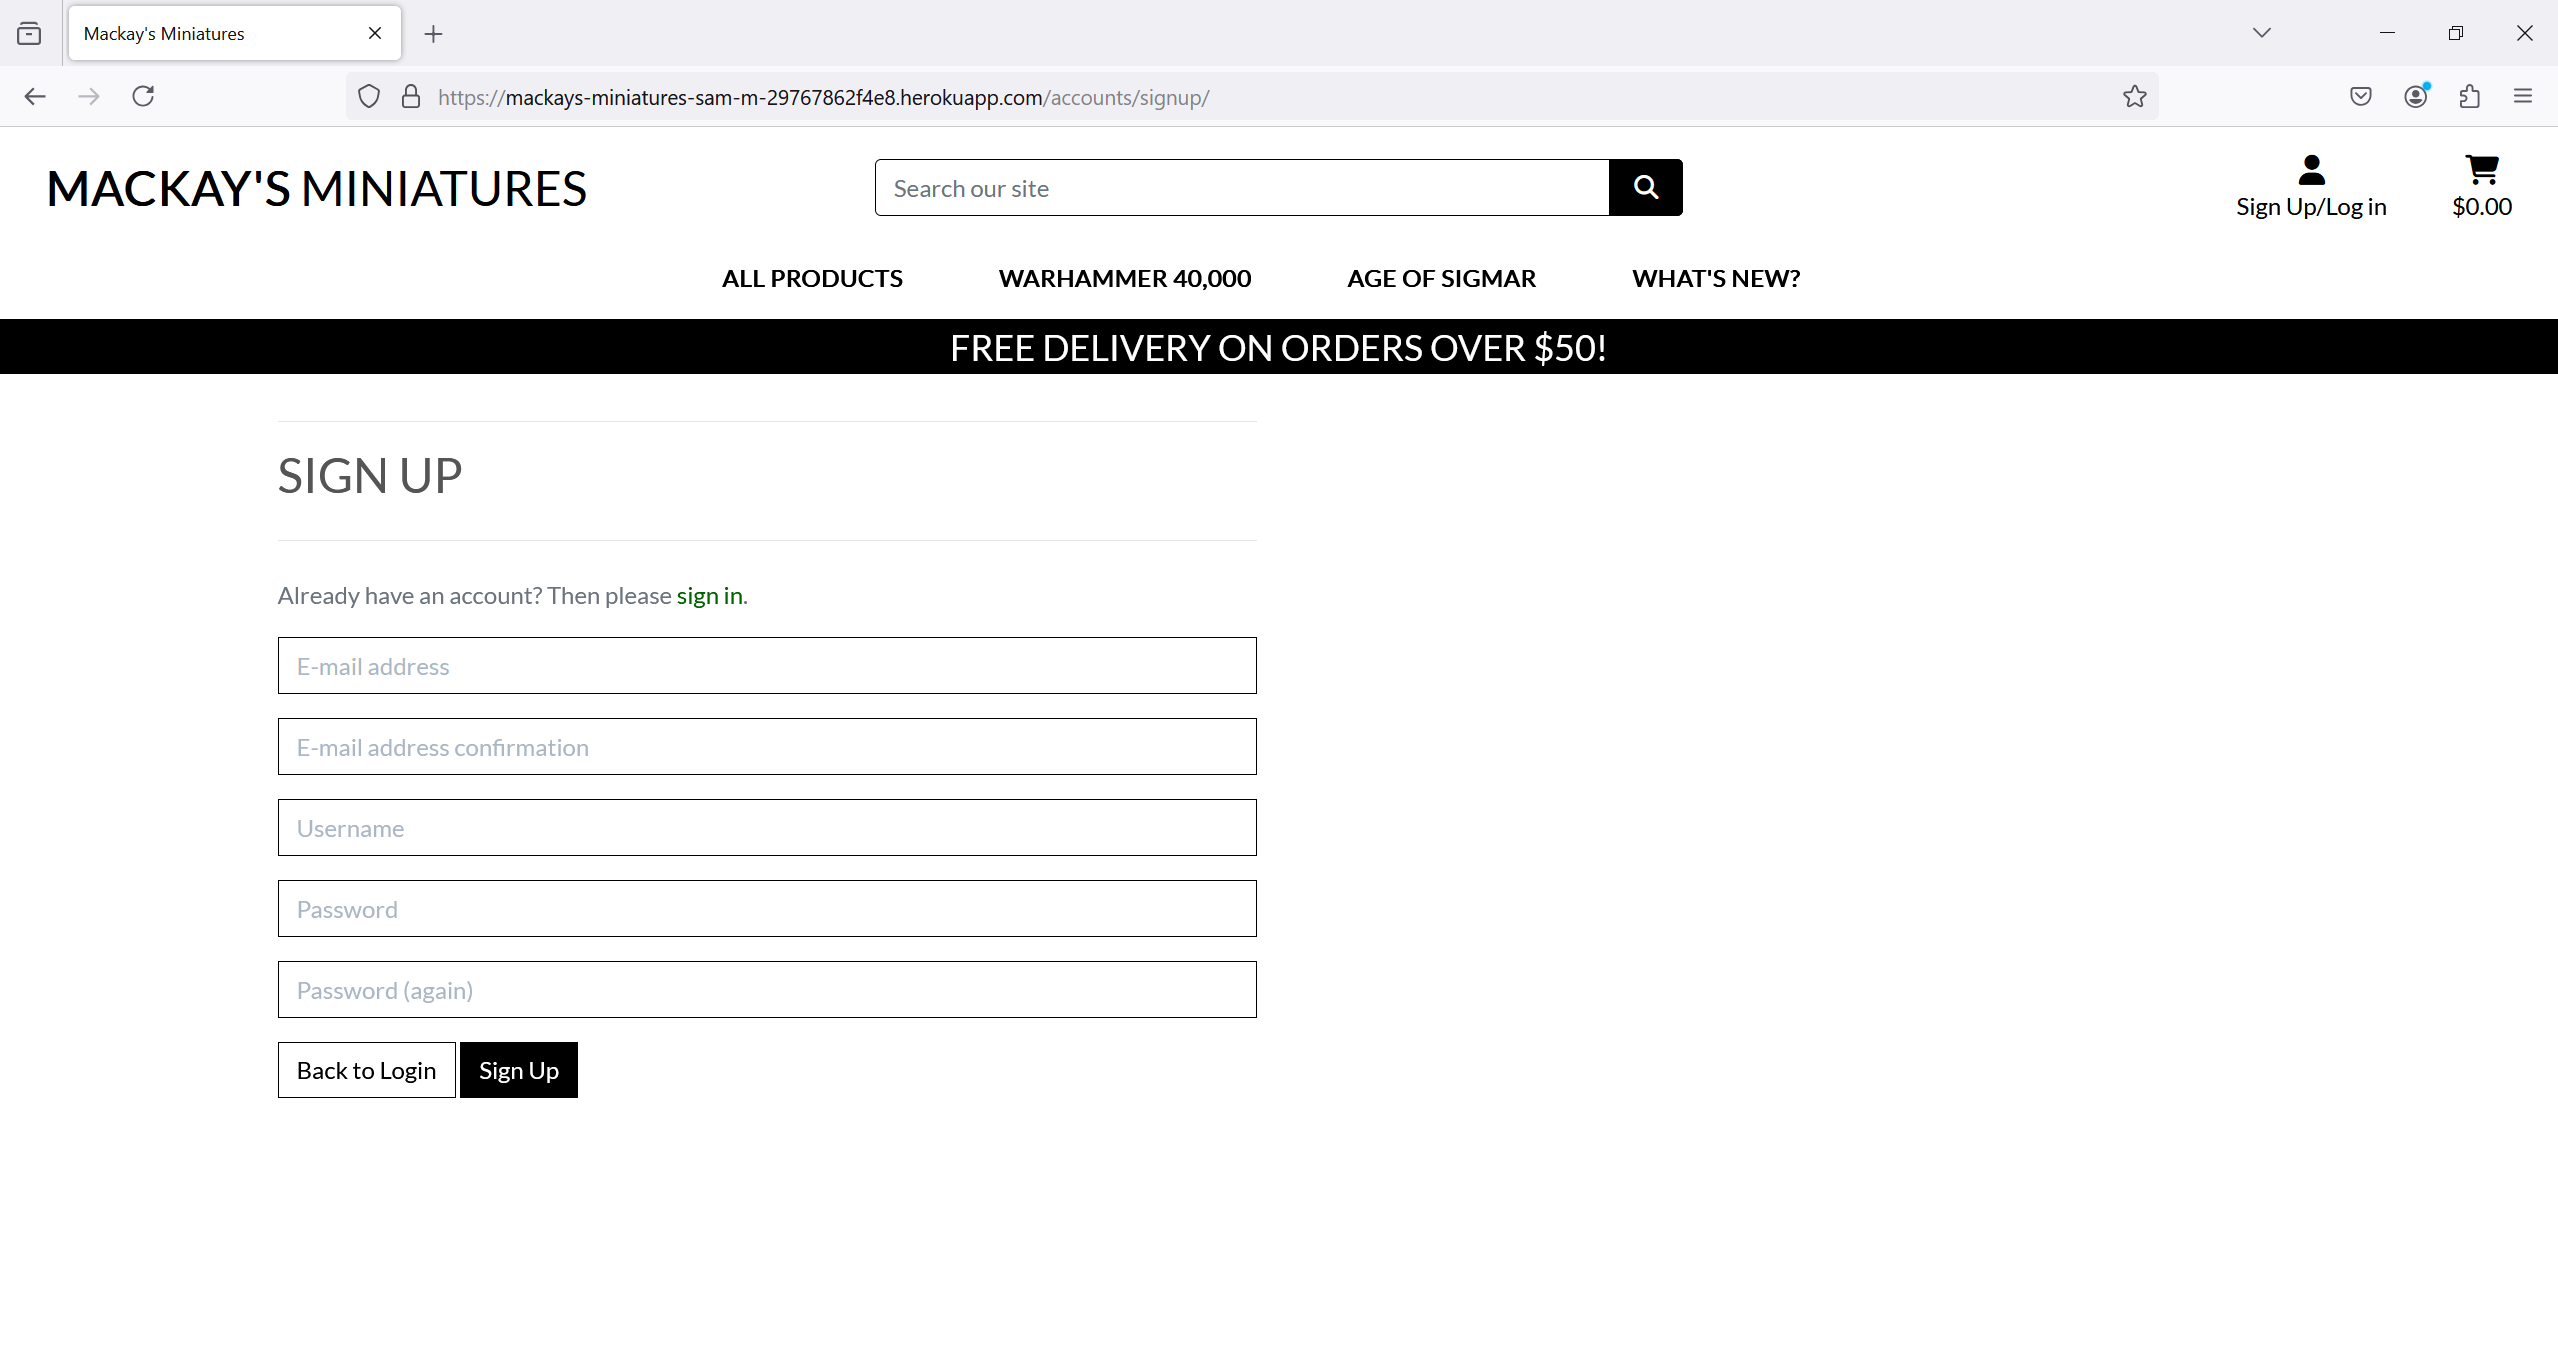 Mackay's Miniatures
https://mackays-miniatures-sam-m-29767862f4e8.herokuapp.com/accounts/signup/
MACKAY'S MINIATURES
Search our site
Sign Up/Log in
$0.00
ALL PRODUCTS
WARHAMMER 40,000
AGE OF SIGMAR
WHAT'S NEW?
FREE DELIVERY ON ORDERS OVER $50!
SIGN UP
Already have an account? Then please sign in.
E-mail address
E-mail address confirmation
Username
Password
Password (again)
Back to Login
Sign Up